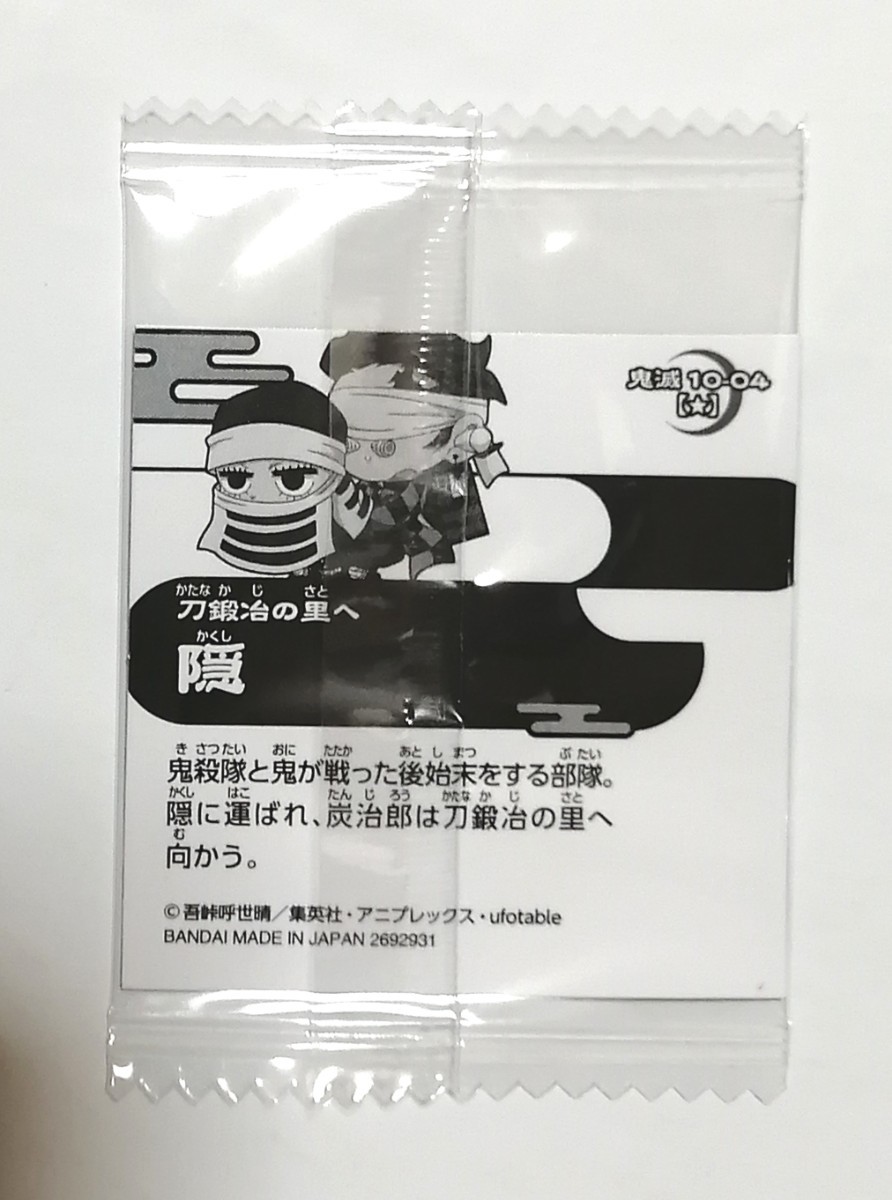 鬼滅 10-04
[★]
かたな か じ さと
刀鍛冶の里へ
かくし
隠
き さつたい おに たたか あと し まつ ぶ たい
鬼殺隊と鬼が戦った後始末をする部隊。
かくし はこ たん じ ろう かたな か じ さと
隠に運ばれ、炭治郎は刀鍛冶の里へ
む
向かう。
©吾峠呼世晴／集英社・アニプレックス・ufotable
BANDAI MADE IN JAPAN 2692931